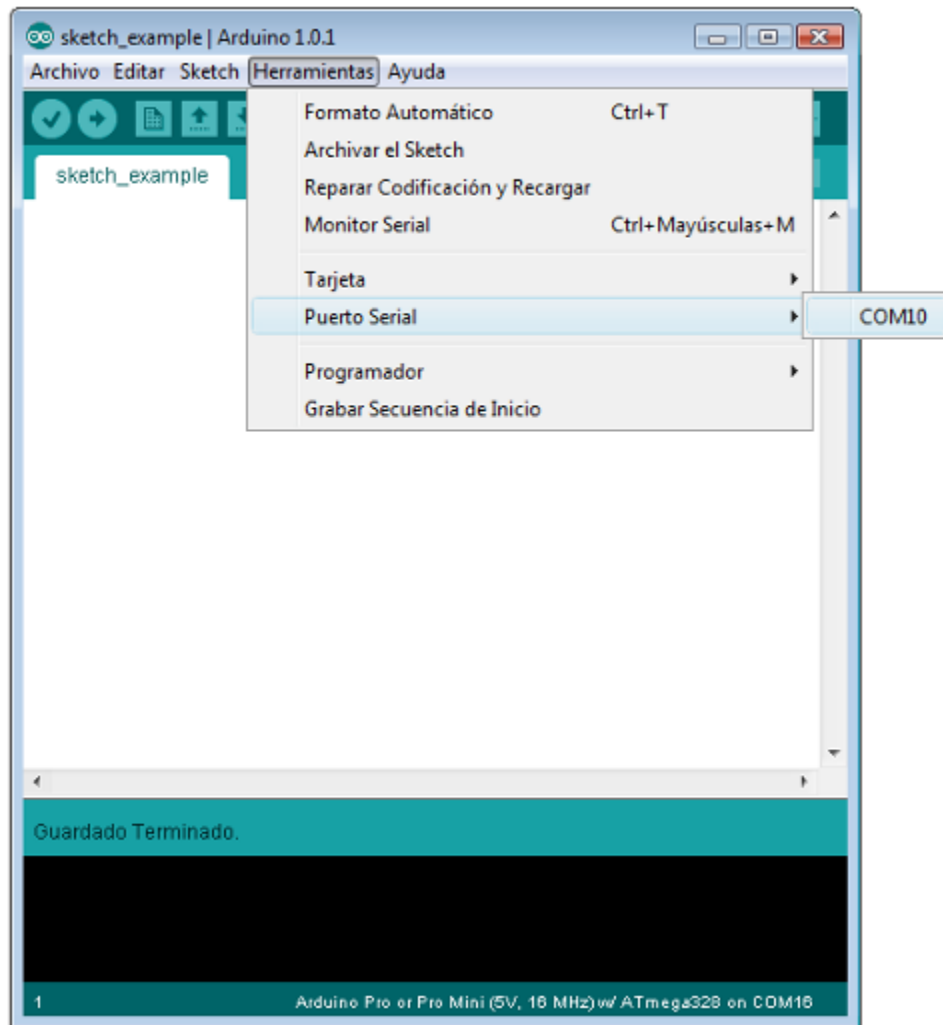 sketch_example | Arduino 1.0.1
Archivo Editar Sketch Herramientas Ayuda
sketch_example
Formato Automático Ctrl+T
Archivar el Sketch
Reparar Codificación y Recargar
Monitor Serial Ctrl+Mayúsculas+M
Tarjeta
Puerto Serial
COM10
Programador
Grabar Secuencia de Inicio
Guardado Terminado.
1 Arduino Pro or Pro Mini (5V, 16 MHz) w/ ATmega328 on COM16